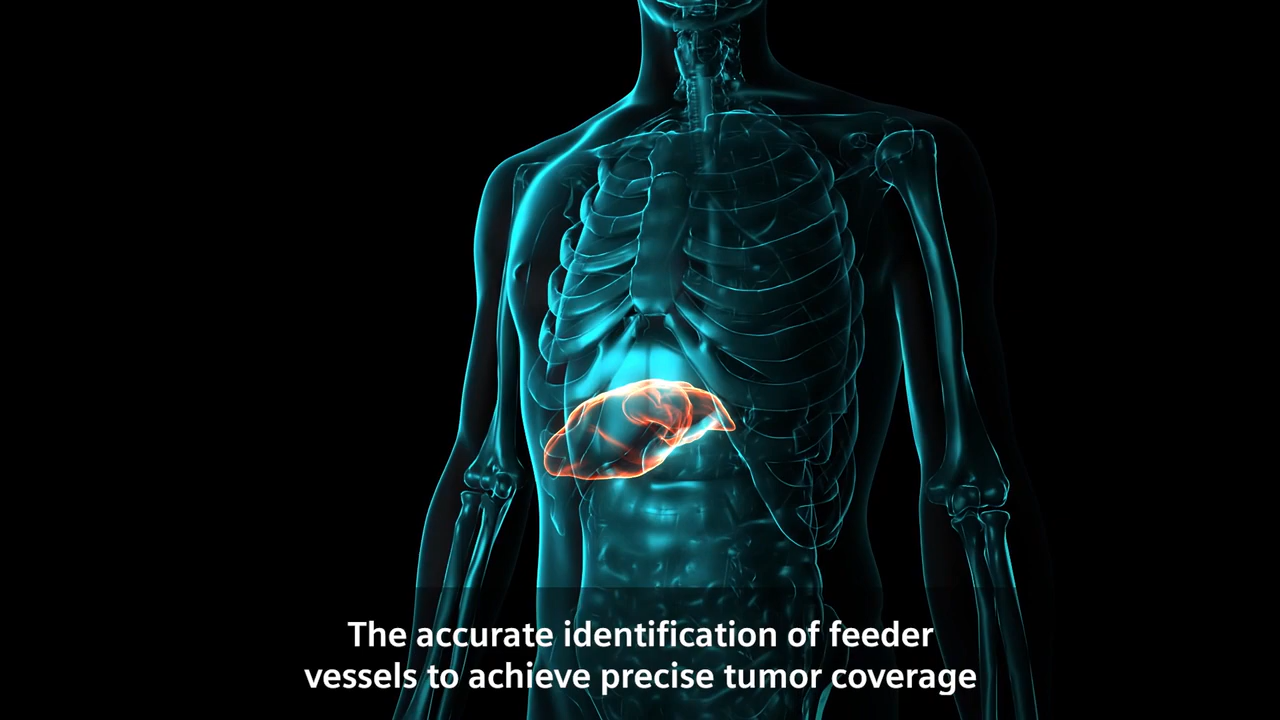 The accurate identification of feeder
vessels to achieve precise tumor coverage